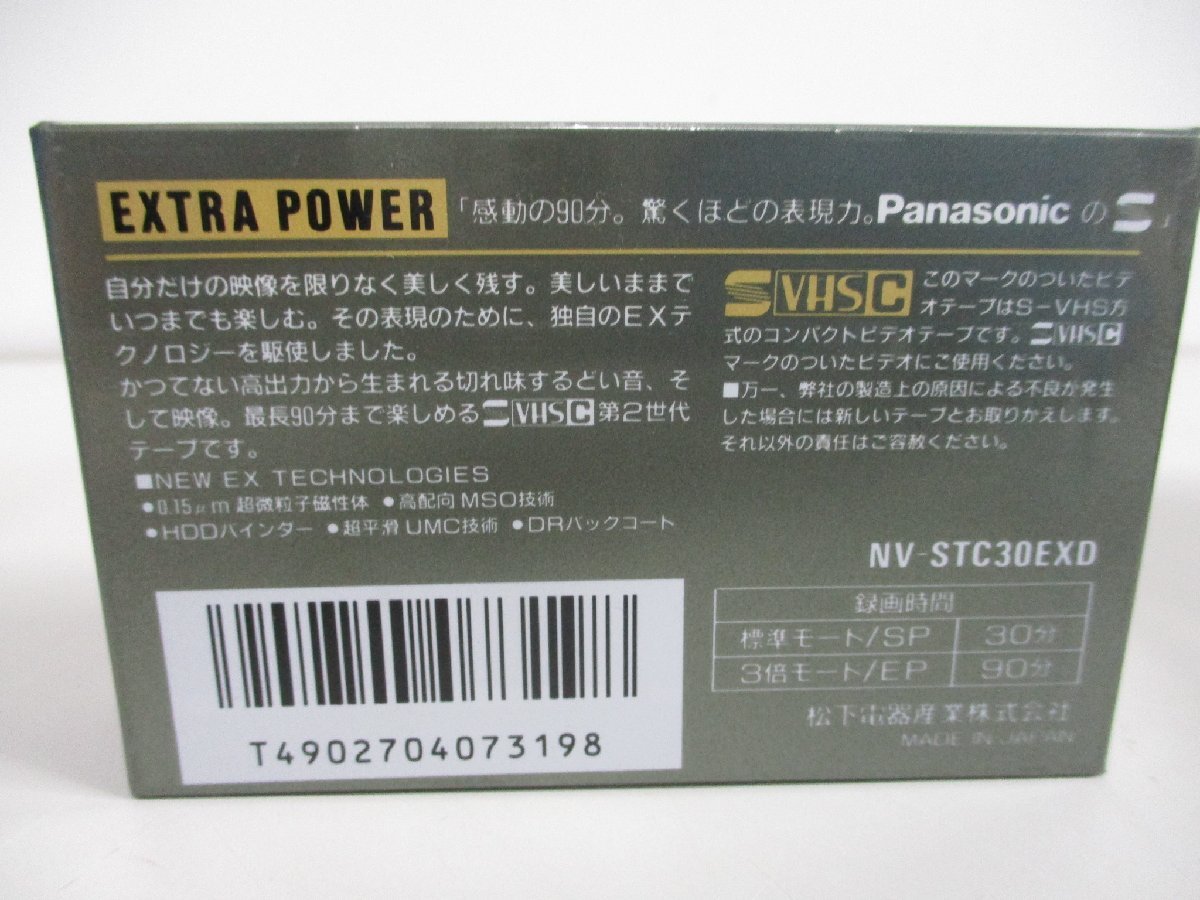 EXTRA POWER 「感動の90分。驚くほどの表現力。Panasonic の S」
自分だけの映像を限りなく美しく残す。美しいままで
いつまでも楽しむ。その表現のために、独自のEXテ
クノロジーを駆使しました。
かつてない高出力から生まれる切れ味するどい音、そ
して映像。最長90分まで楽しめる S VHS C 第2世代
テープです。
■NEW EX TECHNOLOGIES
●0.15μm 超微粒子磁性体 ●高配向 MSO技術
●HDDバインダー ●超平滑 UMC技術 ●DRバックコート
S VHS C このマークのついたビデ
オテープはS-VHS方
式のコンパクトビデオテープです。S VHS C
マークのついたビデオにご使用ください。
■万一、弊社の製造上の原因による不良が発生
した場合には新しいテープとお取りかえします。
それ以外の責任はご容赦ください。
NV-STC30EXD
録画時間
標準モード/SP 30分
3倍モード/EP 90分
松下電器産業株式会社
MADE IN JAPAN
T4902704073198